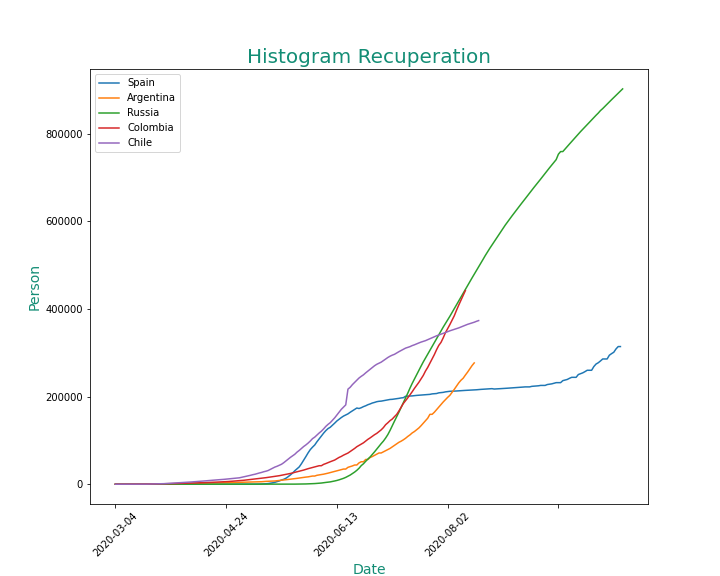 Histogram Recuperation
Spain
Argentina
Russia
Colombia
Chile
800000
600000
400000
200000
0
Person
2020-03-04
2020-04-24
2020-06-13
2020-08-02
Date